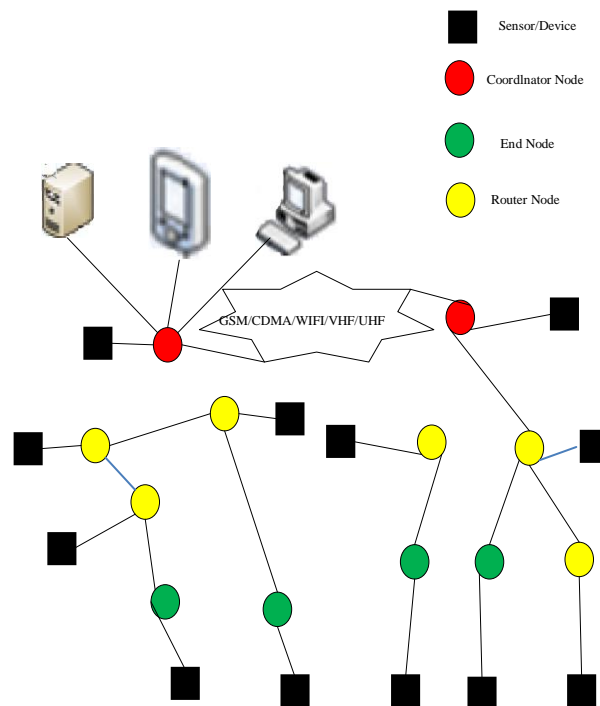 Sensor/Device
Coordlnator Node
End Node
Router Node
GSM/CDMA/WIFI/VHF/UHF